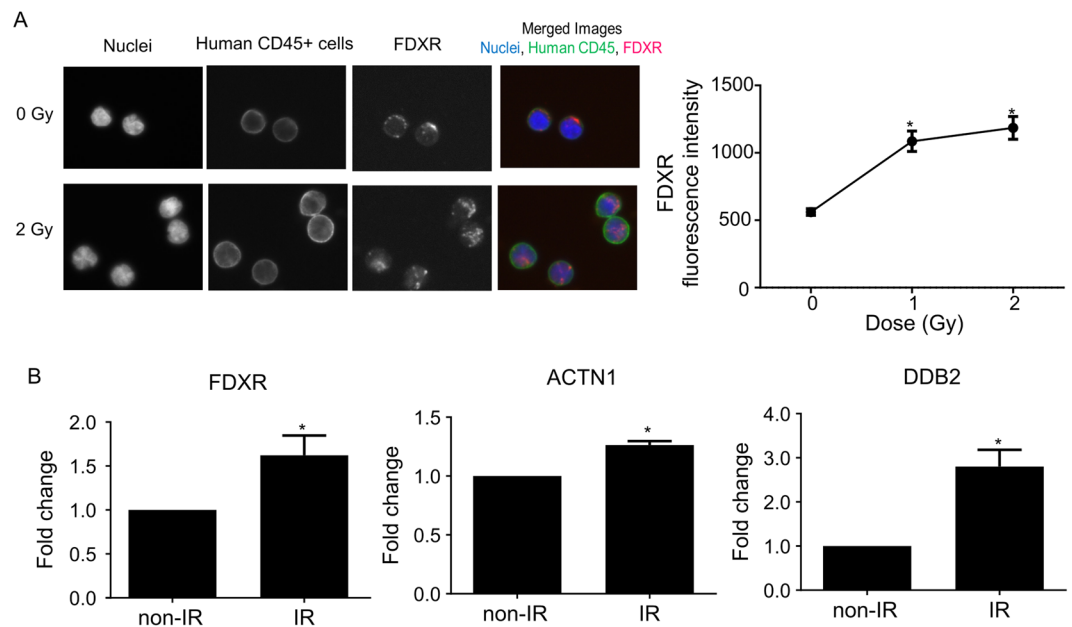 A
Nuclei
Human CD45+ cells
FDXR
Merged Images
Nuclei, Human CD45, FDXR
0 Gy
2 Gy
FDXR
fluorescence intensity
1500
1000
500
0
0
1
2
Dose (Gy)
*
*
B
FDXR
Fold change
2.0
1.5
1.0
0.5
0.0
*
non-IR
IR
ACTN1
Fold change
1.5
1.0
0.5
0.0
*
non-IR
IR
DDB2
Fold change
4.0
3.0
2.0
1.0
0.0
*
non-IR
IR